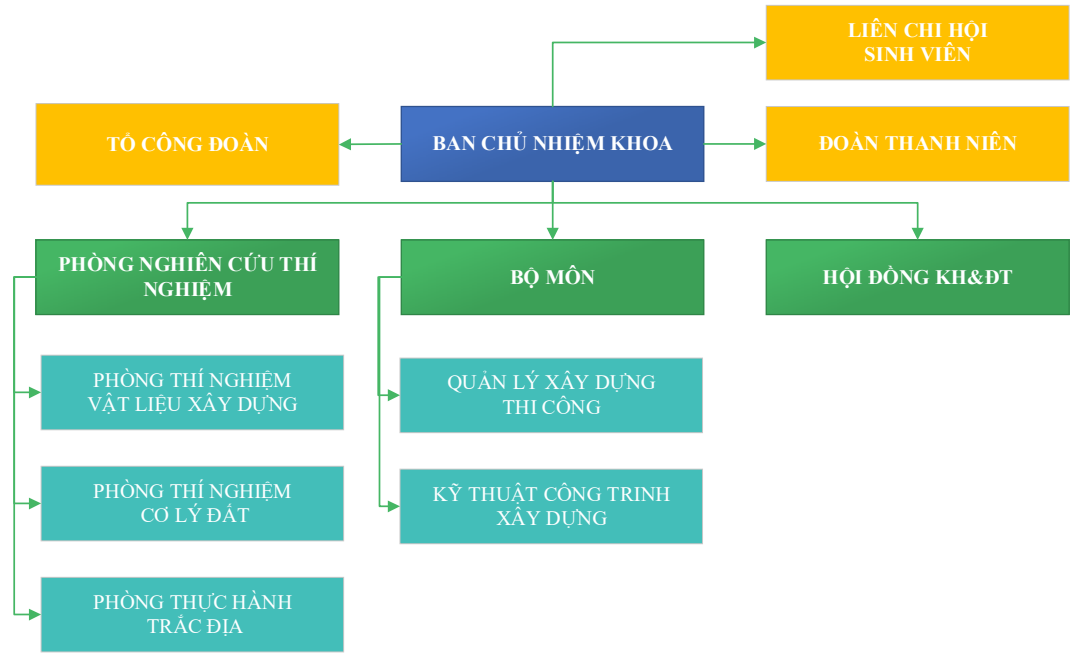 LIÊN CHI HỘI
SINH VIÊN
TỔ CÔNG ĐOÀN
BAN CHỦ NHIỆM KHOA
ĐOÀN THANH NIÊN
PHÒNG NGHIÊN CỨU THÍ
NGHIỆM
BỘ MÔN
HỘI ĐỒNG KH&ĐT
PHÒNG THÍ NGHIỆM
VẬT LIỆU XÂY DỰNG
QUẢN LÝ XÂY DỰNG
THI CÔNG
PHÒNG THÍ NGHIỆM
CƠ LÝ ĐẤT
KỸ THUẬT CÔNG TRINH
XÂY DỰNG
PHÒNG THỰC HÀNH
TRẮC ĐỊA